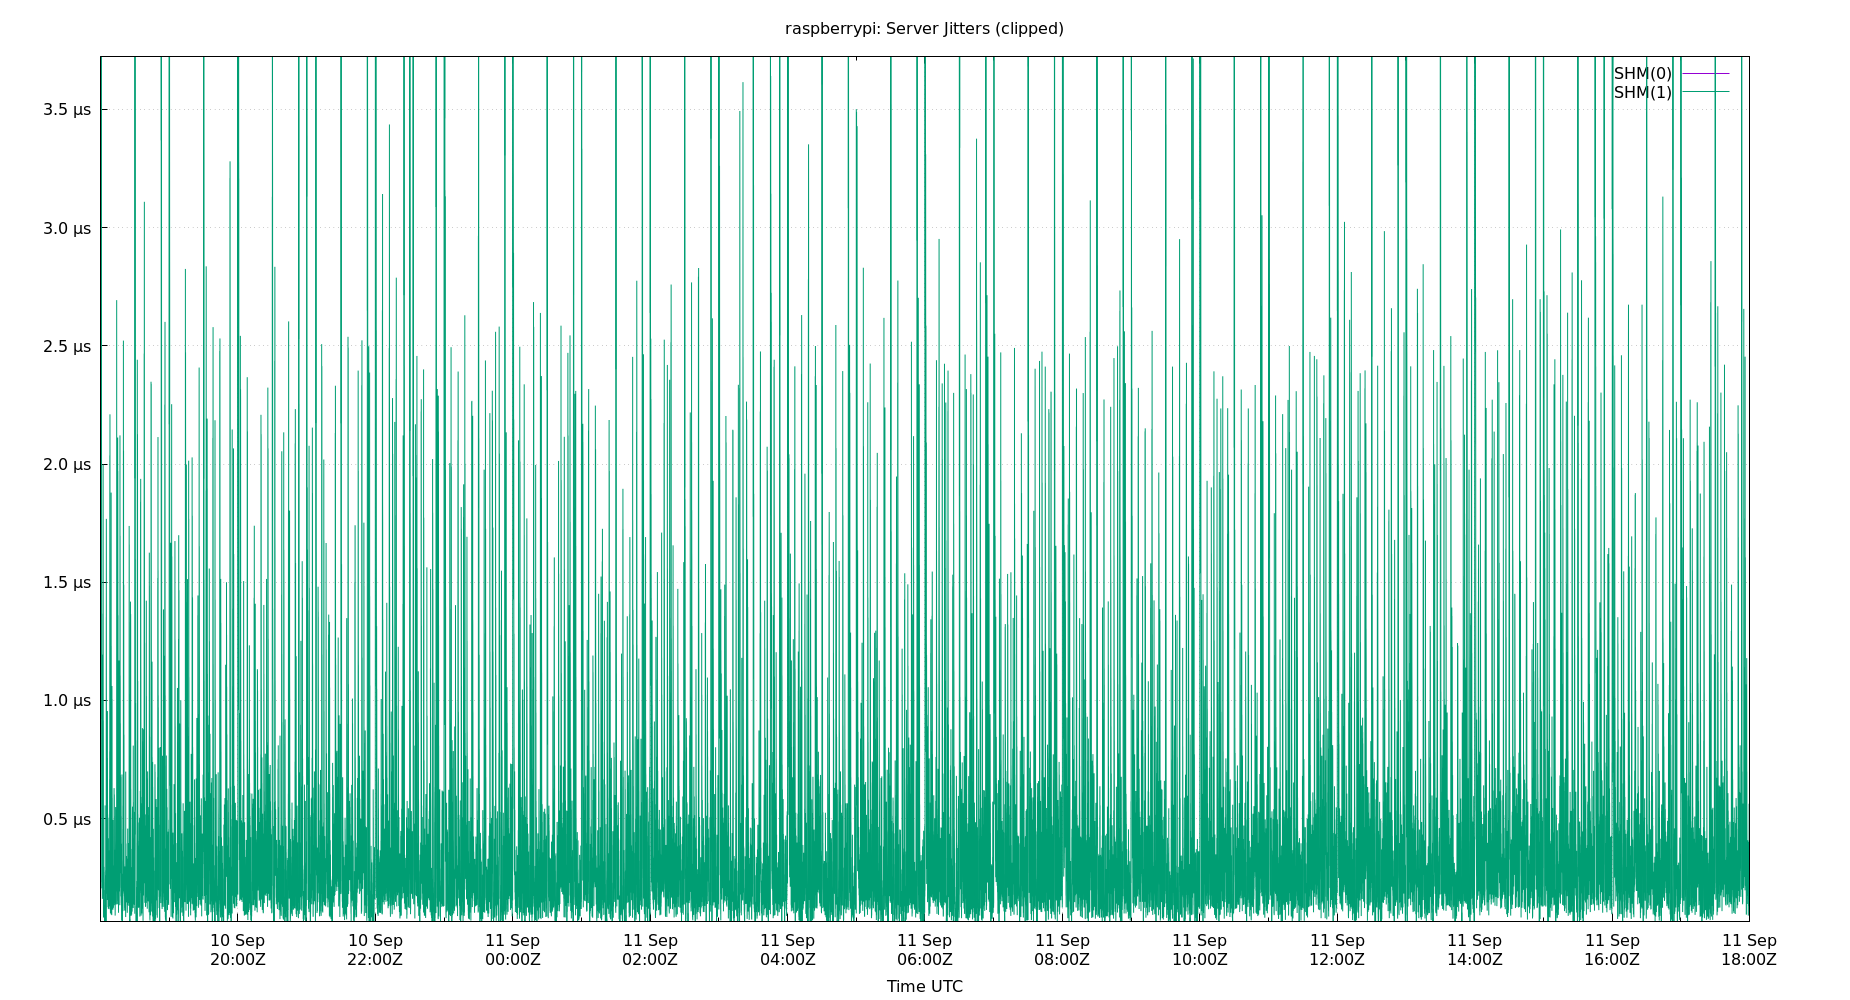 raspberrypi: Server Jitters (clipped)
SHM(0)
SHM(1)
3.5 µs
3.0 µs
2.5 µs
2.0 µs
1.5 µs
1.0 µs
0.5 µs
10 Sep 10 Sep 11 Sep 11 Sep 11 Sep 11 Sep 11 Sep 11 Sep 11 Sep 11 Sep 11 Sep 11 Sep
20:00Z 22:00Z 00:00Z 02:00Z 04:00Z 06:00Z 08:00Z 10:00Z 12:00Z 14:00Z 16:00Z 18:00Z
Time UTC